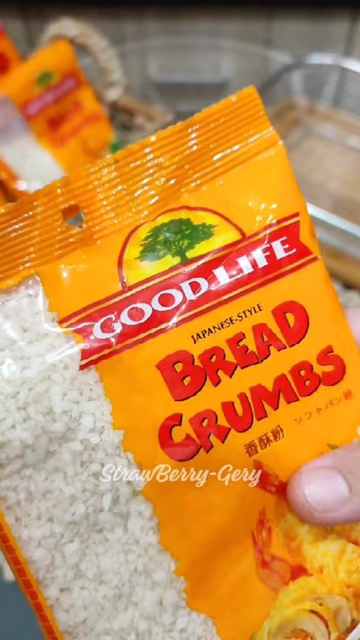 GOOD LIFE
JAPANESE-STYLE
BREAD
CRUMBS
香酥粉 ソフトパン粉
StrawBerry-Gery